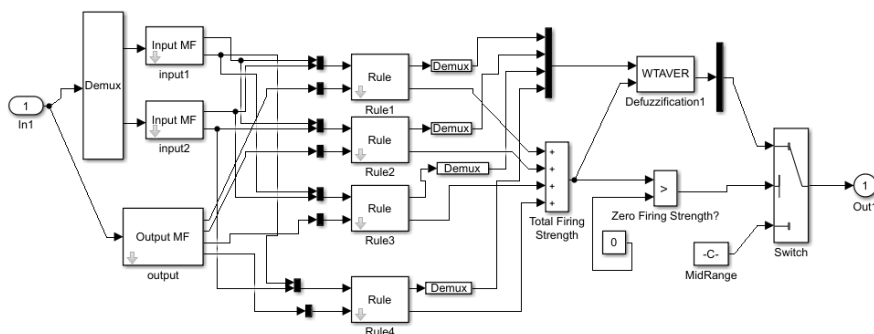 1
In1
Demux
Input MF
input1
Input MF
input2
Output MF
output
Rule
Rule1
Rule
Rule2
Rule
Rule3
Rule
Rule4
Demux
Demux
Demux
Demux
+
+
+
+
Total Firing
Strength
WTAVER
Defuzzification1
>
Zero Firing Strength?
0
-C-
MidRange
Switch
1
Out1